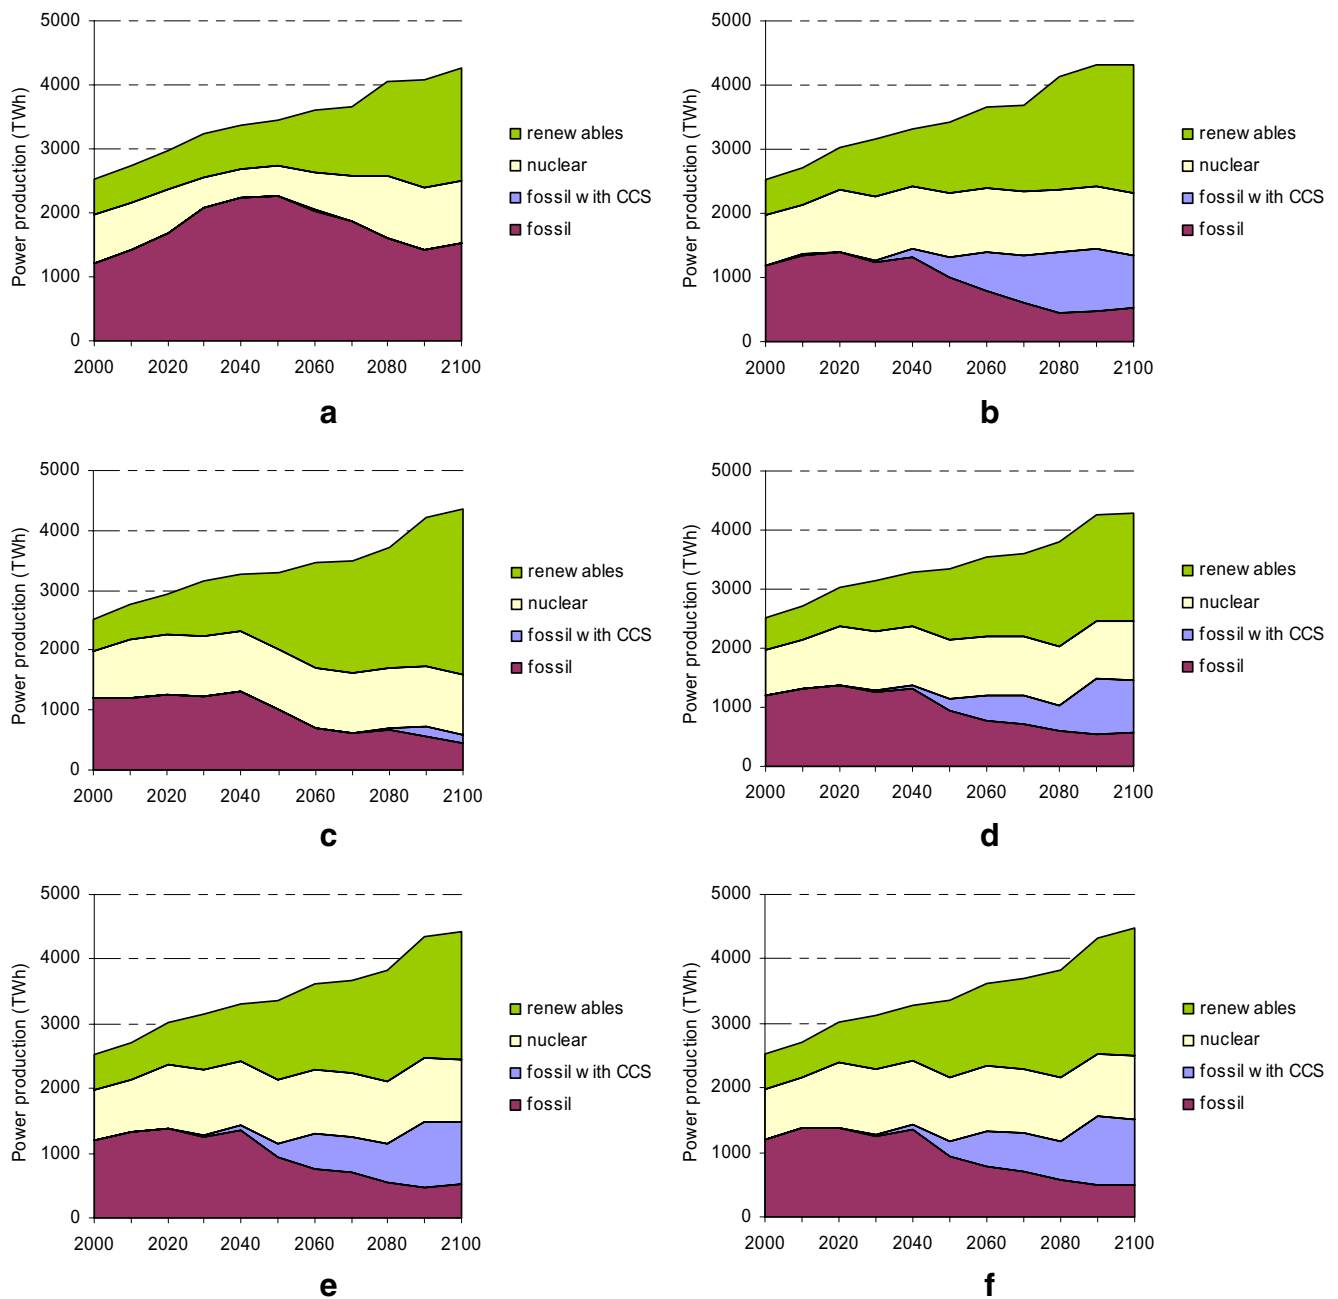 5000
4000
3000
2000
1000
0
Power production (TWh)
2000 2020 2040 2060 2080 2100
renew ables
nuclear
fossil w ith CCS
fossil
a
5000
4000
3000
2000
1000
0
Power production (TWh)
2000 2020 2040 2060 2080 2100
renew ables
nuclear
fossil w ith CCS
fossil
b
5000
4000
3000
2000
1000
0
Power production (TWh)
2000 2020 2040 2060 2080 2100
renew ables
nuclear
fossil w ith CCS
fossil
c
5000
4000
3000
2000
1000
0
Power production (TWh)
2000 2020 2040 2060 2080 2100
renew ables
nuclear
fossil w ith CCS
fossil
d
5000
4000
3000
2000
1000
0
Power production (TWh)
2000 2020 2040 2060 2080 2100
renew ables
nuclear
fossil w ith CCS
fossil
e
5000
4000
3000
2000
1000
0
Power production (TWh)
2000 2020 2040 2060 2080 2100
renew ables
nuclear
fossil w ith CCS
fossil
f